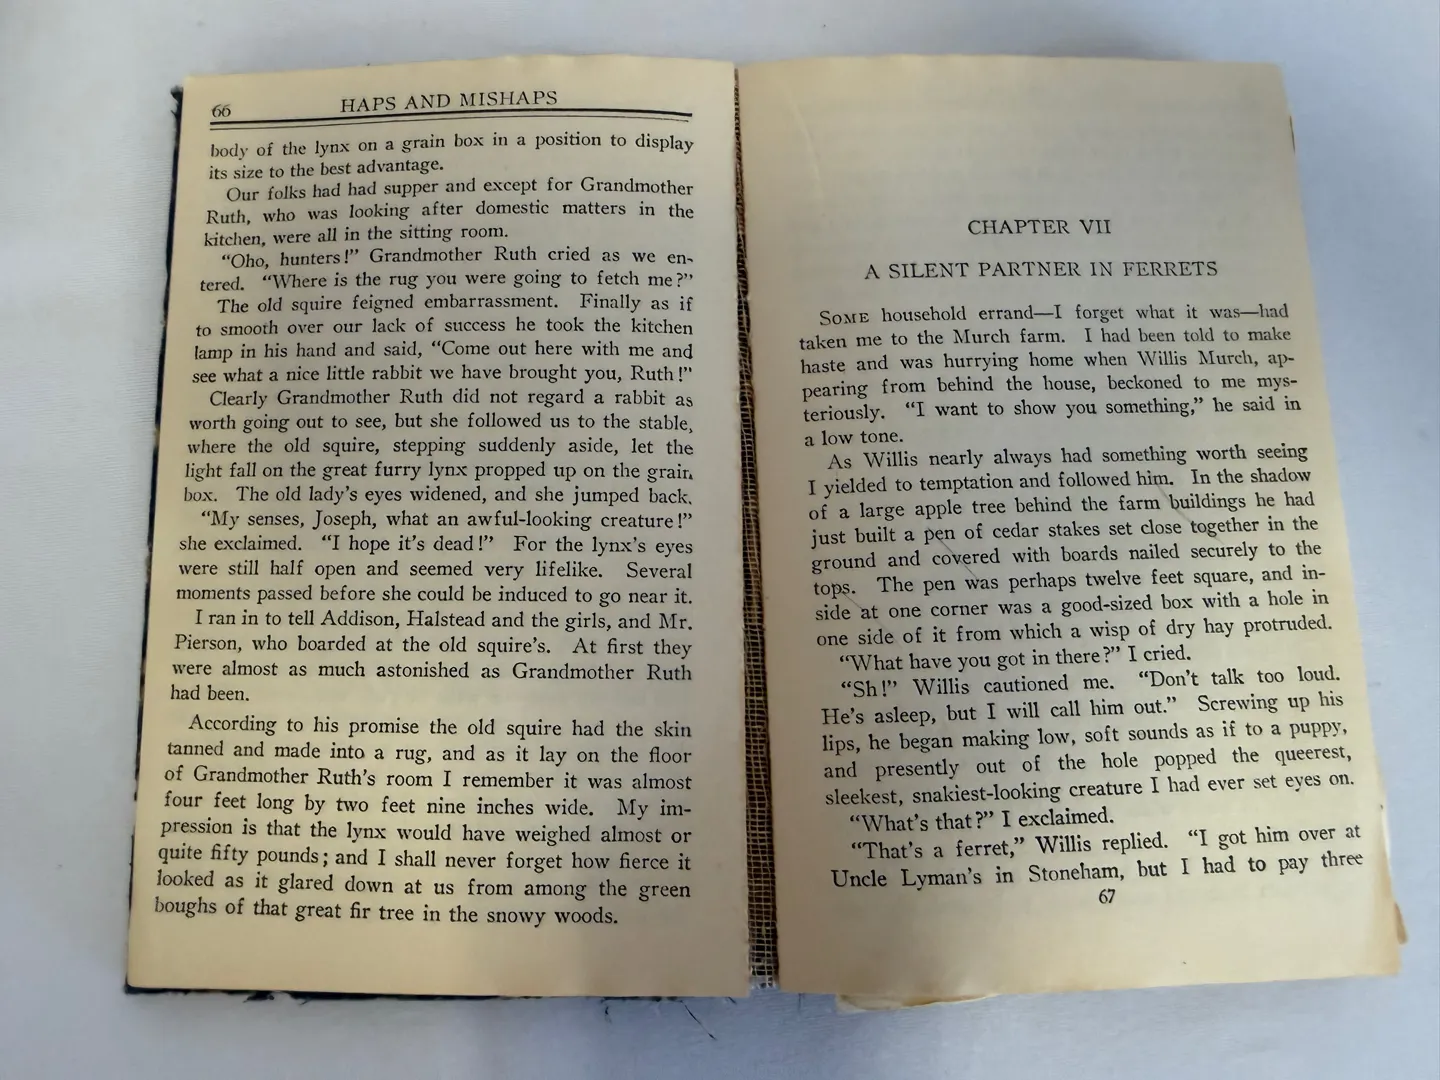 66
HAPS AND MISHAPS
body of the lynx on a grain box in a position to display
its size to the best advantage.
Our folks had had supper and except for Grandmother
Ruth, who was looking after domestic matters in the
kitchen, were all in the sitting room.
“Oho, hunters!” Grandmother Ruth cried as we en-
tered. “Where is the rug you were going to fetch me?”
The old squire feigned embarrassment. Finally as if
to smooth over our lack of success he took the kitchen
lamp in his hand and said, “Come out here with me and
see what a nice little rabbit we have brought you, Ruth!”
Clearly Grandmother Ruth did not regard a rabbit as
worth going out to see, but she followed us to the stable,
where the old squire, stepping suddenly aside, let the
light fall on the great furry lynx propped up on the grain
box. The old lady’s eyes widened, and she jumped back.
“My senses, Joseph, what an awful-looking creature!”
she exclaimed. “I hope it’s dead!” For the lynx’s eyes
were still half open and seemed very lifelike. Several
moments passed before she could be induced to go near it.
I ran in to tell Addison, Halstead and the girls, and Mr.
Pierson, who boarded at the old squire’s. At first they
were almost as much astonished as Grandmother Ruth
had been.
According to his promise the old squire had the skin
tanned and made into a rug, and as it lay on the floor
of Grandmother Ruth’s room I remember it was almost
four feet long by two feet nine inches wide. My im-
pression is that the lynx would have weighed almost or
quite fifty pounds; and I shall never forget how fierce it
looked as it glared down at us from among the green
boughs of that great fir tree in the snowy woods.
CHAPTER VII
A SILENT PARTNER IN FERRETS
SOME household errand—I forget what it was—had
taken me to the Murch farm. I had been told to make
haste and was hurrying home when Willis Murch, ap-
pearing from behind the house, beckoned to me mys-
teriously. “I want to show you something,” he said in
a low tone.
As Willis nearly always had something worth seeing
I yielded to temptation and followed him. In the shadow
of a large apple tree behind the farm buildings he had
just built a pen of cedar stakes set close together in the
ground and covered with boards nailed securely to the
tops. The pen was perhaps twelve feet square, and in-
side at one corner was a good-sized box with a hole in
one side of it from which a wisp of dry hay protruded.
“What have you got in there?” I cried.
“Sh!” Willis cautioned me. “Don’t talk too loud.
He’s asleep, but I will call him out.” Screwing up his
lips, he began making low, soft sounds as if to a puppy,
and presently out of the hole popped the queerest,
sleekest, snakiest-looking creature I had ever set eyes on.
“What’s that?” I exclaimed.
“That’s a ferret,” Willis replied. “I got him over at
Uncle Lyman’s in Stoneham, but I had to pay three
67